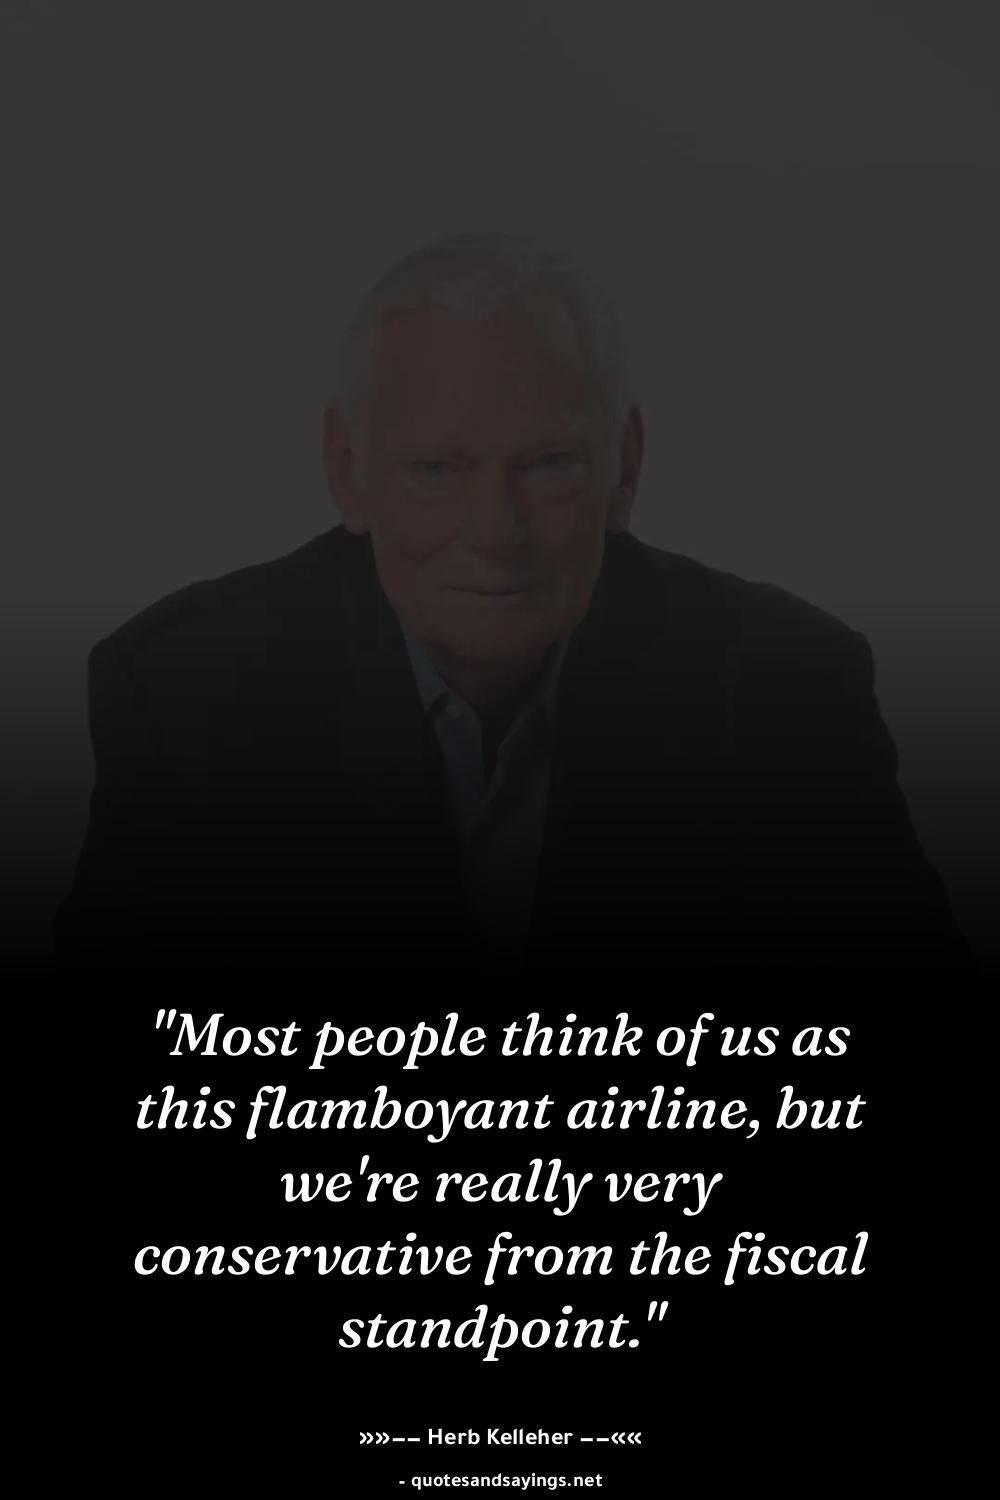 "Most people think of us as
this flamboyant airline, but
we're really very
conservative from the fiscal
standpoint."
»»–– Herb Kelleher ––««
- quotesandsayings.net